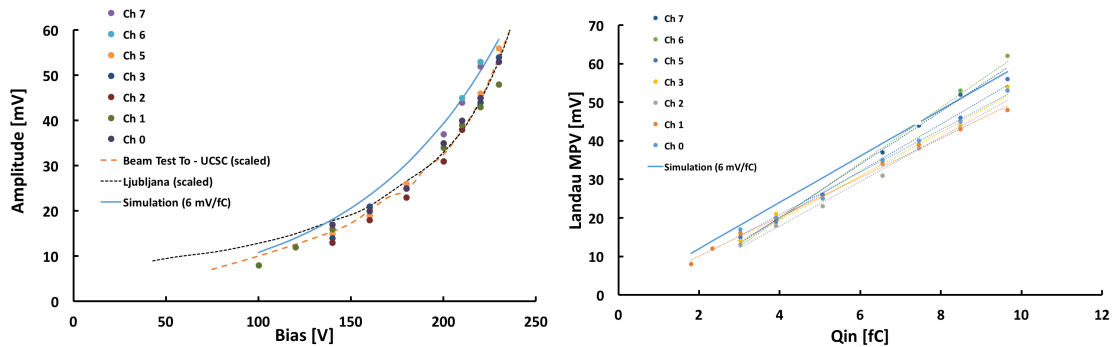 Amplitude [mV]
60
50
40
30
20
10
0
0
50
100
150
200
250
Bias [V]
Ch 7
Ch 6
Ch 5
Ch 3
Ch 2
Ch 1
Ch 0
Beam Test To - UCSC (scaled)
Ljubljana (scaled)
Simulation (6 mV/fC)
Landau MPV [mV]
70
60
50
40
30
20
10
0
0
2
4
6
8
10
12
Qin [fC]
Ch 7
Ch 6
Ch 5
Ch 3
Ch 2
Ch 1
Ch 0
Simulation (6 mV/fC)